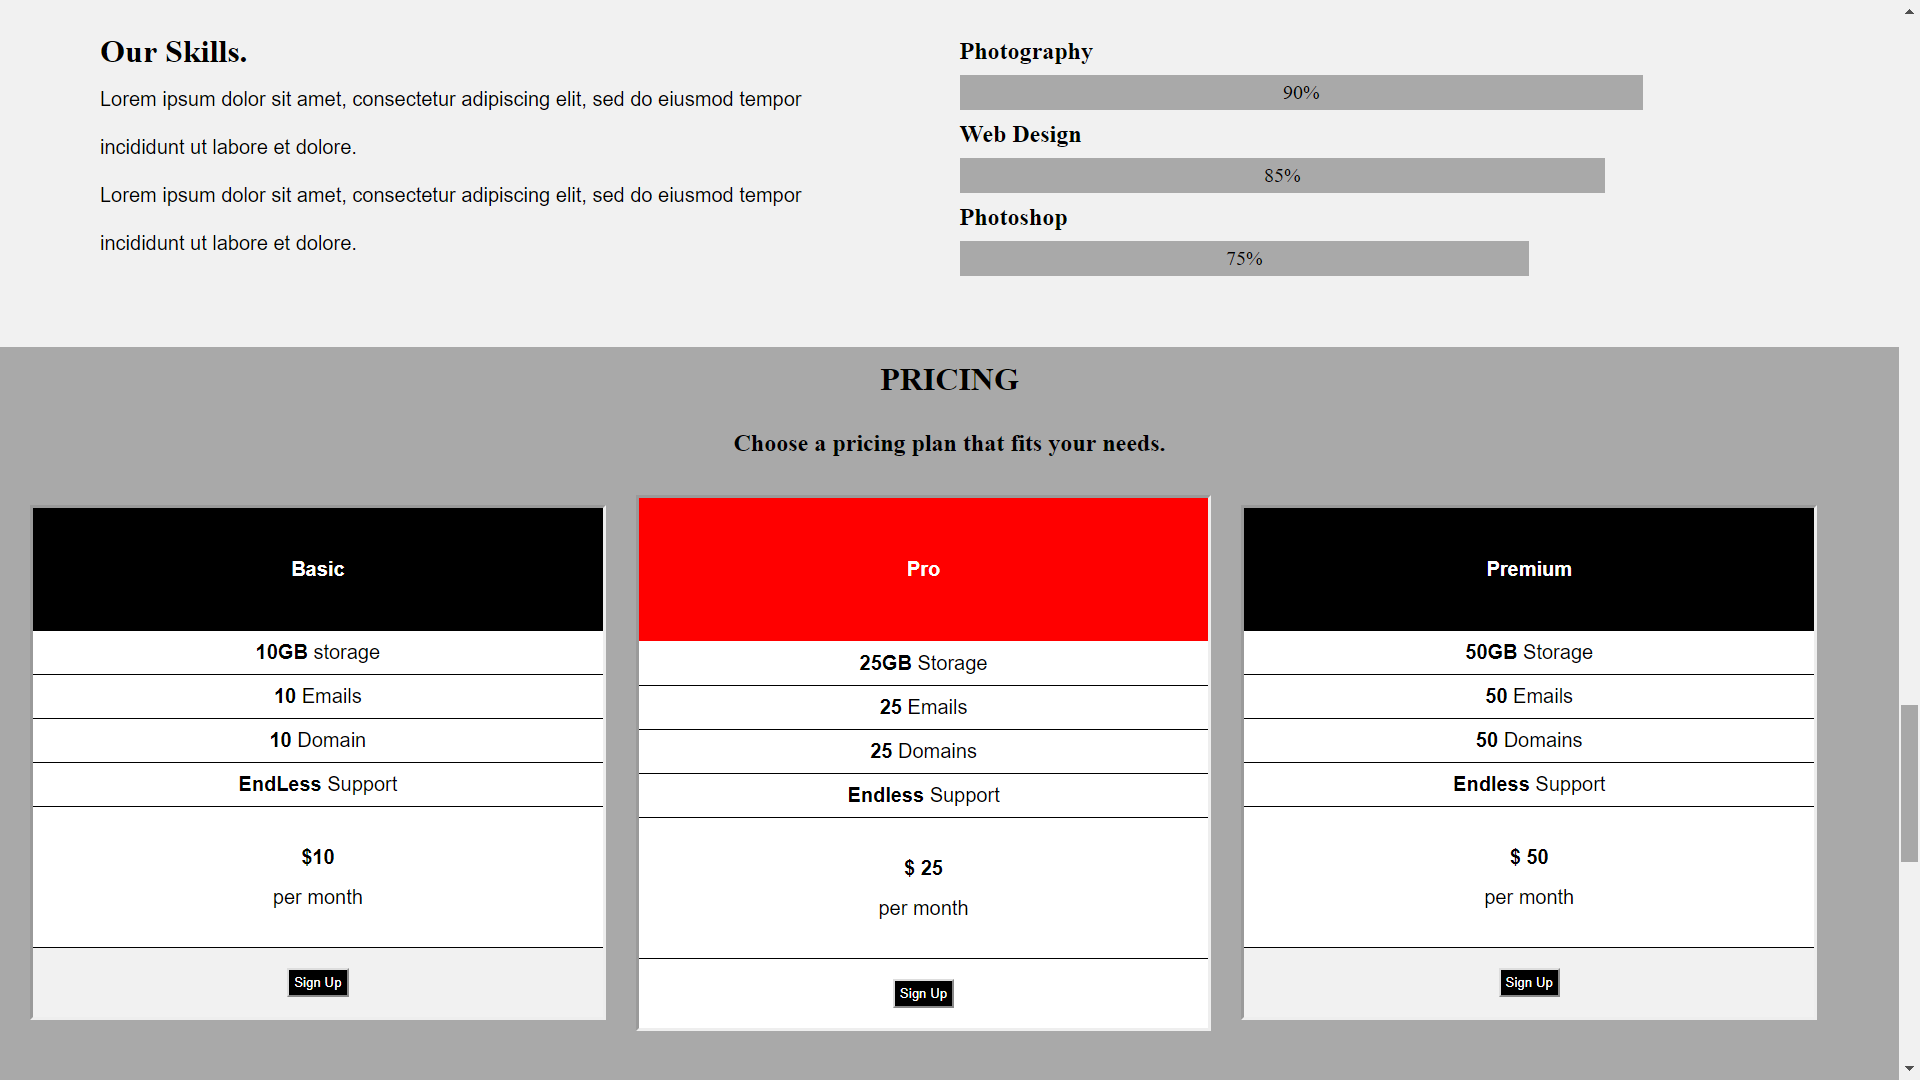 Our Skills.
Lorem ipsum dolor sit amet, consectetur adipiscing elit, sed do eiusmod tempor
incididunt ut labore et dolore.
Lorem ipsum dolor sit amet, consectetur adipiscing elit, sed do eiusmod tempor
incididunt ut labore et dolore.
Photography
90%
Web Design
85%
Photoshop
75%
PRICING
Choose a pricing plan that fits your needs.
Basic
10GB storage
10 Emails
10 Domain
EndLess Support
$10
per month
Sign Up
Pro
25GB Storage
25 Emails
25 Domains
Endless Support
$ 25
per month
Sign Up
Premium
50GB Storage
50 Emails
50 Domains
Endless Support
$ 50
per month
Sign Up